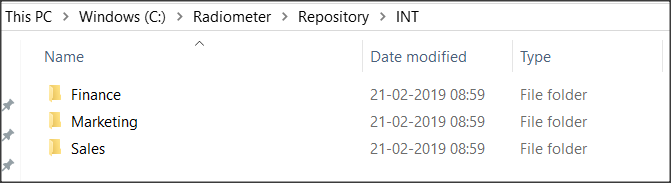 This PC > Windows (C:) > Radiometer > Repository > INT
Name Date modified Type
Finance 21-02-2019 08:59 File folder
Marketing 21-02-2019 08:59 File folder
Sales 21-02-2019 08:59 File folder